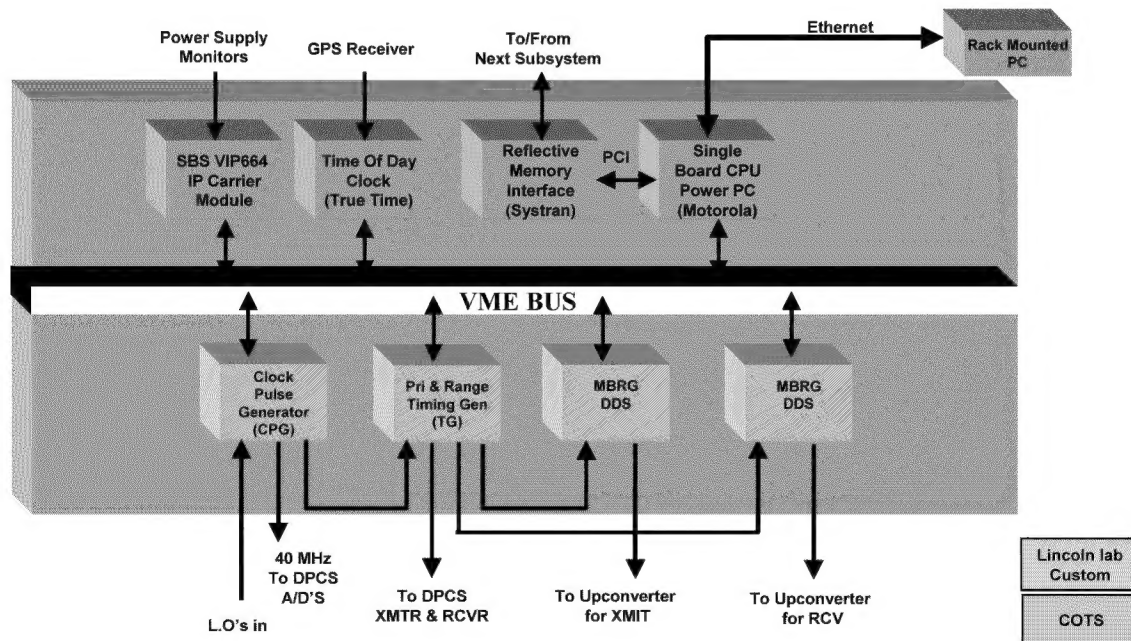 Power Supply
Monitors
GPS Receiver
To/From
Next Subsystem
Ethernet
Rack Mounted
PC
SBS VIP664
IP Carrier
Module
Time Of Day
Clock
(True Time)
Reflective
Memory
Interface
(Systran)
PCI
Single
Board CPU
Power PC
(Motorola)
VME BUS
Clock
Pulse
Generator
(CPG)
Pri & Range
Timing Gen
(TG)
MBRG
DDS
MBRG
DDS
40 MHz
To DPCS
A/D'S
L.O's in
To DPCS
XMTR & RCVR
To Upconverter
for XMIT
To Upconverter
for RCV
Lincoln lab
Custom
COTS